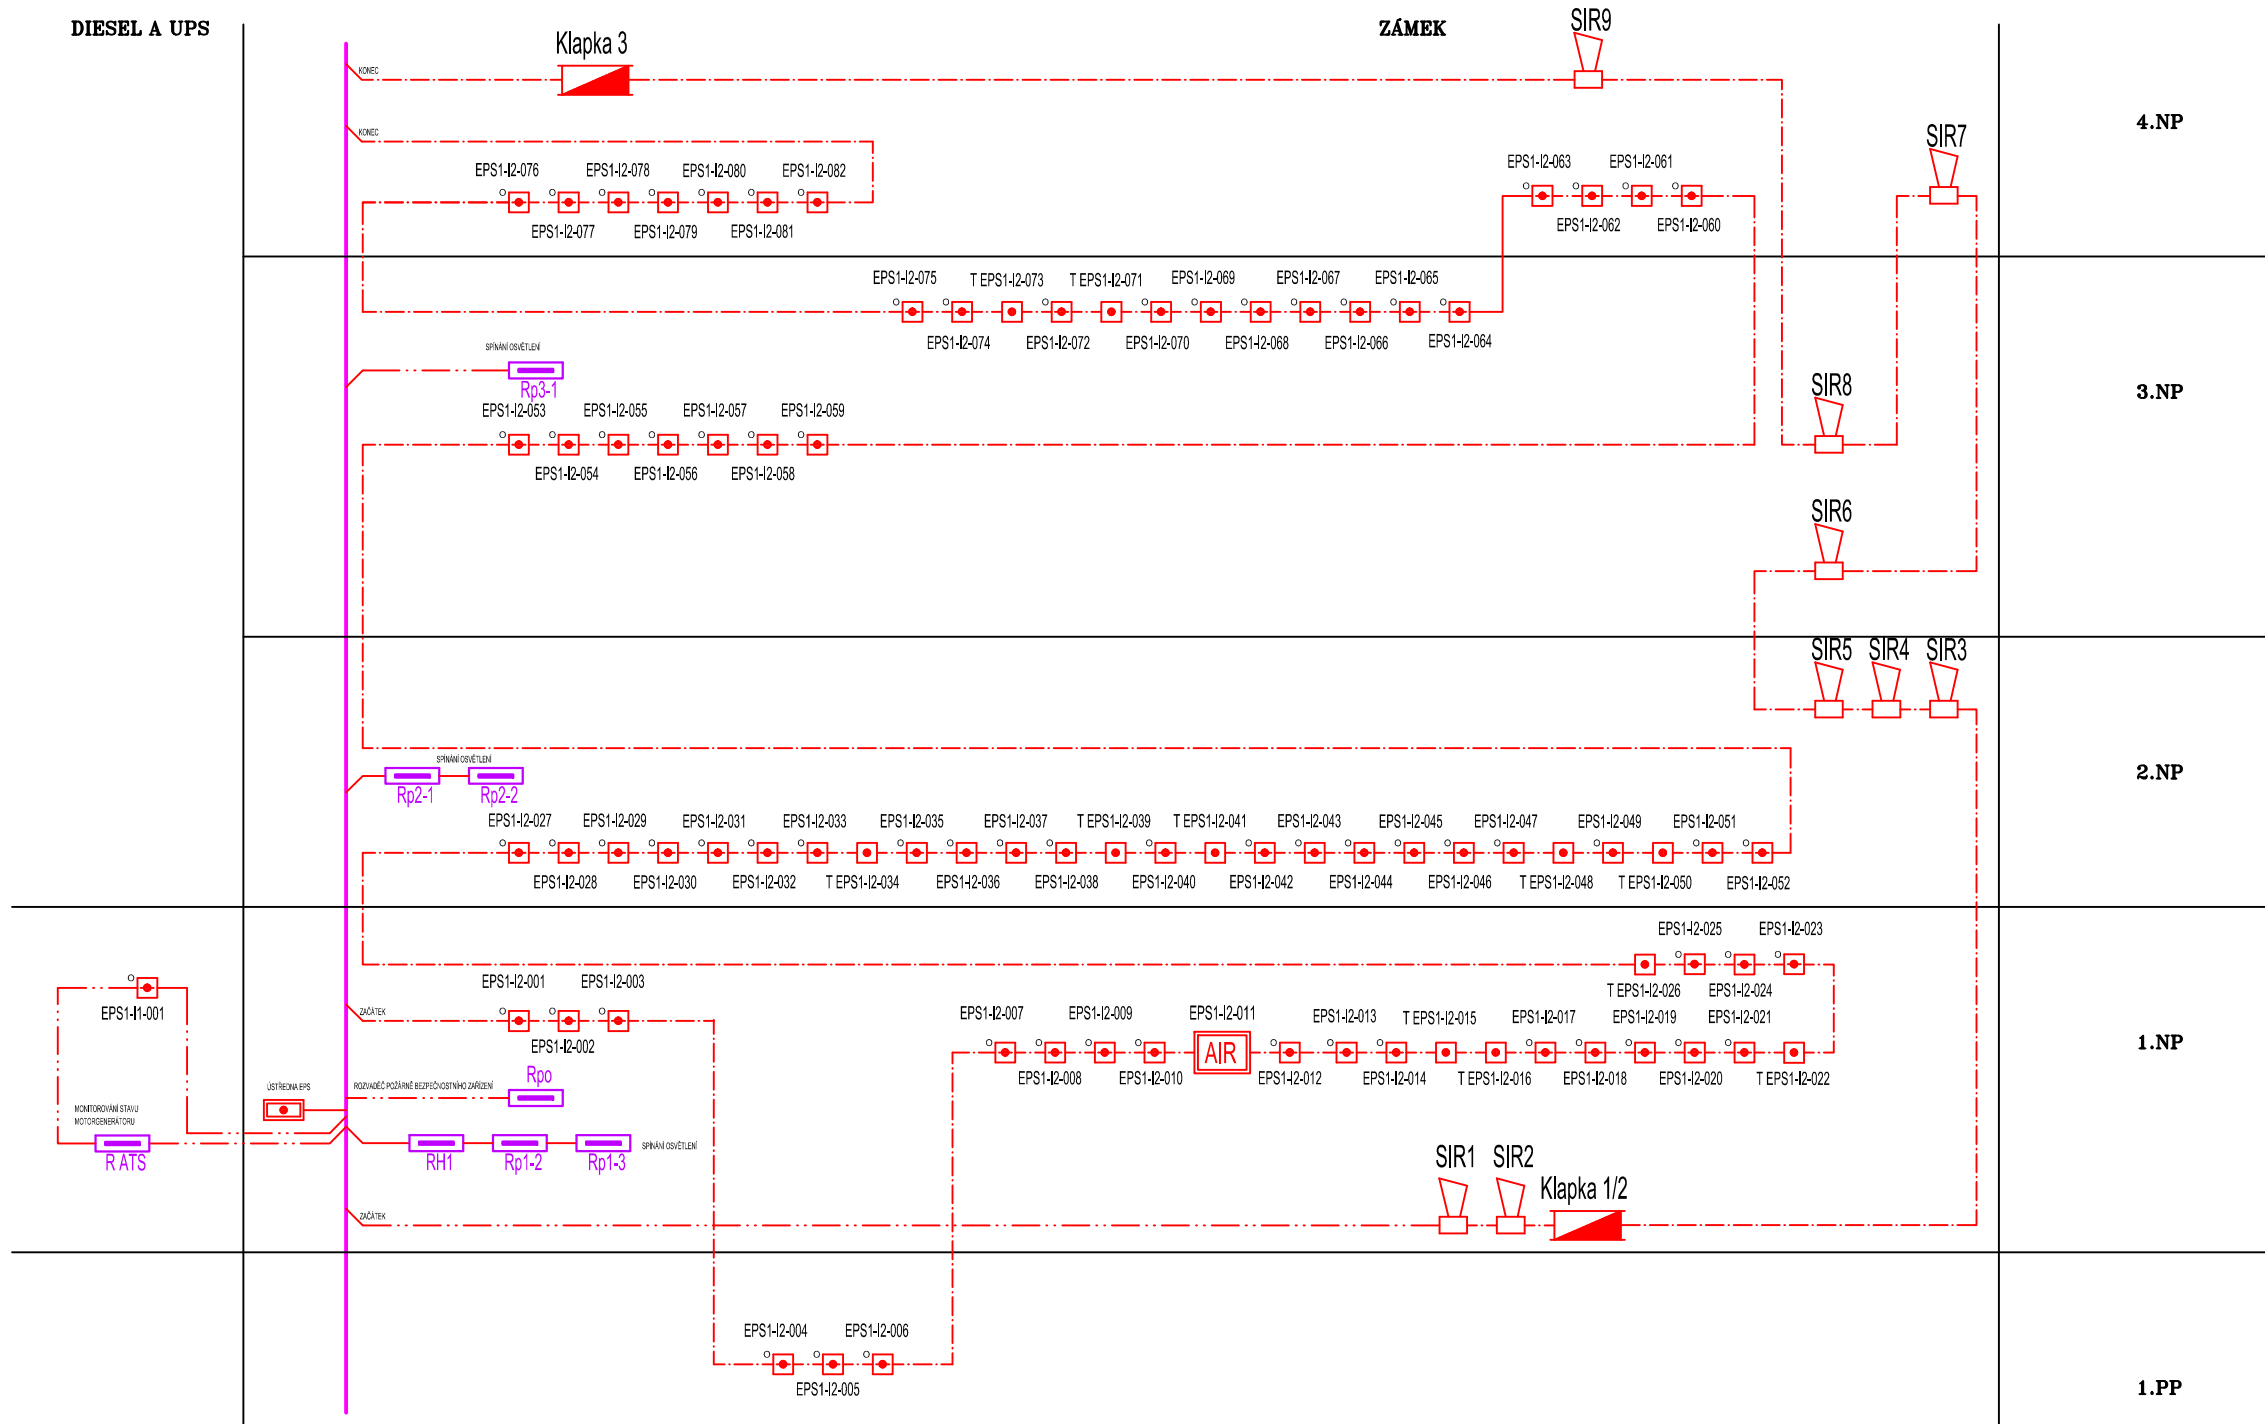 DIESEL A UPS
ZÁMEK
SIR9
Klapka 3
KONEC
4.NP
KONEC
SIR7
EPS1-I2-076
EPS1-I2-078
EPS1-I2-080
EPS1-I2-082
EPS1-I2-063
EPS1-I2-061
EPS1-I2-077
EPS1-I2-079
EPS1-I2-081
EPS1-I2-062
EPS1-I2-060
EPS1-I2-075
T EPS1-I2-073
T EPS1-I2-071
EPS1-I2-069
EPS1-I2-067
EPS1-I2-065
EPS1-I2-074
EPS1-I2-072
EPS1-I2-070
EPS1-I2-068
EPS1-I2-066
EPS1-I2-064
SPÍNÁNÍ OSVĚTLENÍ
Rp3-1
SIR8
3.NP
EPS1-I2-053
EPS1-I2-055
EPS1-I2-057
EPS1-I2-059
EPS1-I2-054
EPS1-I2-056
EPS1-I2-058
SIR6
SIR5
SIR4
SIR3
SPÍNÁNÍ OSVĚTLENÍ
Rp2-1
Rp2-2
2.NP
EPS1-I2-027
EPS1-I2-029
EPS1-I2-031
EPS1-I2-033
EPS1-I2-035
EPS1-I2-037
T EPS1-I2-039
T EPS1-I2-041
EPS1-I2-043
EPS1-I2-045
EPS1-I2-047
EPS1-I2-049
EPS1-I2-051
EPS1-I2-028
EPS1-I2-030
EPS1-I2-032
T EPS1-I2-034
EPS1-I2-036
EPS1-I2-038
EPS1-I2-040
EPS1-I2-042
EPS1-I2-044
EPS1-I2-046
T EPS1-I2-048
T EPS1-I2-050
EPS1-I2-052
EPS1-I2-025
EPS1-I2-023
T EPS1-I2-026
EPS1-I2-024
EPS1-I2-001
EPS1-I2-003
EPS1-I1-001
ZAČÁTEK
EPS1-I2-002
EPS1-I2-007
EPS1-I2-009
EPS1-I2-011
EPS1-I2-013
T EPS1-I2-015
EPS1-I2-017
EPS1-I2-019
EPS1-I2-021
AIR
1.NP
EPS1-I2-008
EPS1-I2-010
EPS1-I2-012
EPS1-I2-014
T EPS1-I2-016
EPS1-I2-018
EPS1-I2-020
T EPS1-I2-022
ÚSTŘEDNA EPS
ROZVADĚČ POŽÁRNĚ BEZPEČNOSTNÍHO ZAŘÍZENÍ
Rpo
MONITOROVÁNÍ STAVU
MOTORGENERÁTORU
R ATS
RH1
Rp1-2
Rp1-3
SPÍNÁNÍ OSVĚTLENÍ
SIR1
SIR2
Klapka 1/2
ZAČÁTEK
EPS1-I2-004
EPS1-I2-006
EPS1-I2-005
1.PP